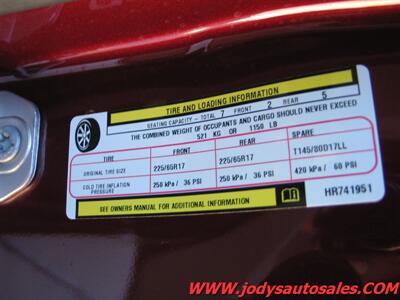 TIRE AND LOADING INFORMATION
SEATING CAPACITY - TOTAL 7 FRONT 2 REAR 5
THE COMBINED WEIGHT OF OCCUPANTS AND CARGO SHOULD NEVER EXCEED
521 KG OR 1150 LB
TIRE FRONT REAR SPARE
ORIGINAL TIRE SIZE 225/65R17 225/65R17 T145/80D17LL
COLD TIRE INFLATION PRESSURE 250 kPa / 36 PSI 250 kPa / 36 PSI 420 kPa / 60 PSI
SEE OWNERS MANUAL FOR ADDITIONAL INFORMATION
HR741951
www.jodysautosales.com